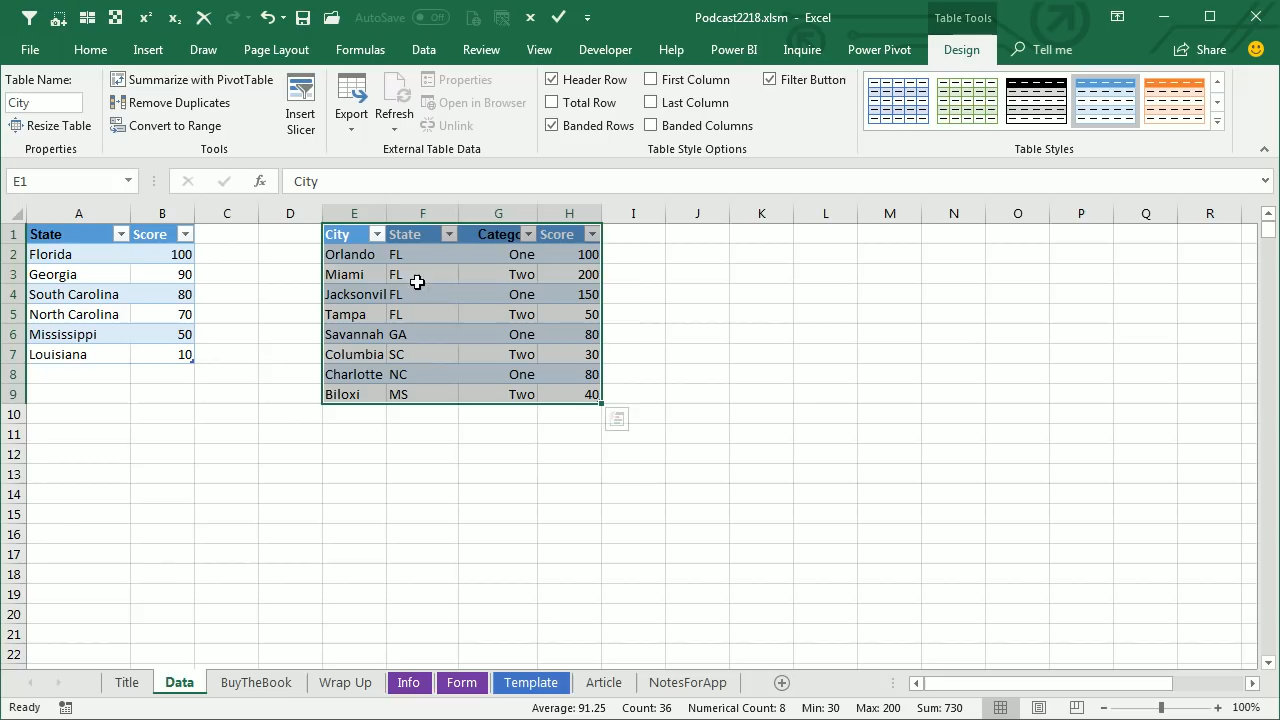 AutoSave Off
Podcast2218.xlsm - Excel
Table Tools
File Home Insert Draw Page Layout Formulas Data Review View Developer Help Power BI Inquire Power Pivot Design Tell me Share
Table Name:
City
Resize Table
Properties
Summarize with PivotTable
Remove Duplicates
Convert to Range
Insert
Slicer
Tools
Export
Refresh
Properties
Open in Browser
Unlink
External Table Data
Header Row First Column Filter Button
Total Row Last Column
Banded Rows Banded Columns
Table Style Options
Table Styles
E1 fx City
A B C D E F G H I J K L M N O P Q R
1 State Score City State Catego Score
2 Florida 100 Orlando FL One 100
3 Georgia 90 Miami FL Two 200
4 South Carolina 80 Jacksonvil FL One 150
5 North Carolina 70 Tampa FL Two 50
6 Mississippi 50 Savannah GA One 80
7 Louisiana 10 Columbia SC Two 30
8 Charlotte NC One 80
9 Biloxi MS Two 40
10
11
12
13
14
15
16
17
18
19
20
21
22
Title Data BuyTheBook Wrap Up Info Form Template Article NotesForApp
Ready Average: 91.25 Count: 36 Numerical Count: 8 Min: 30 Max: 200 Sum: 730 100%